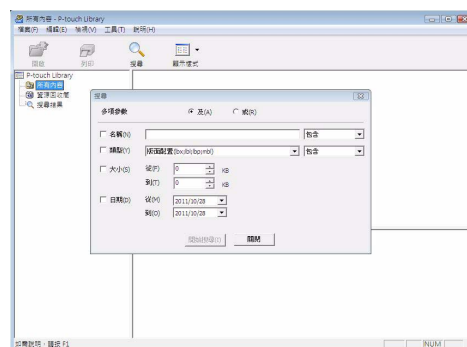 所有內容 - P-touch Library
檔案(F) 編輯(E) 檢視(V) 工具(T) 說明(H)
開啟 列印 搜尋 顯示樣式
P-touch Library
所有內容
資源回收筒
搜尋結果
搜尋
多項參數 及(A) 或(R)
名稱(N) 包含
類型(Y) 版面配置(lbx/lbl/lbp/mbl) 包含
大小(S) 從(F) 0 KB
到(T) 0 KB
日期(D) 從(M) 2011/10/28
到(O) 2011/10/28
開始搜尋(I) 關閉
如需說明,請按 F1 NUM